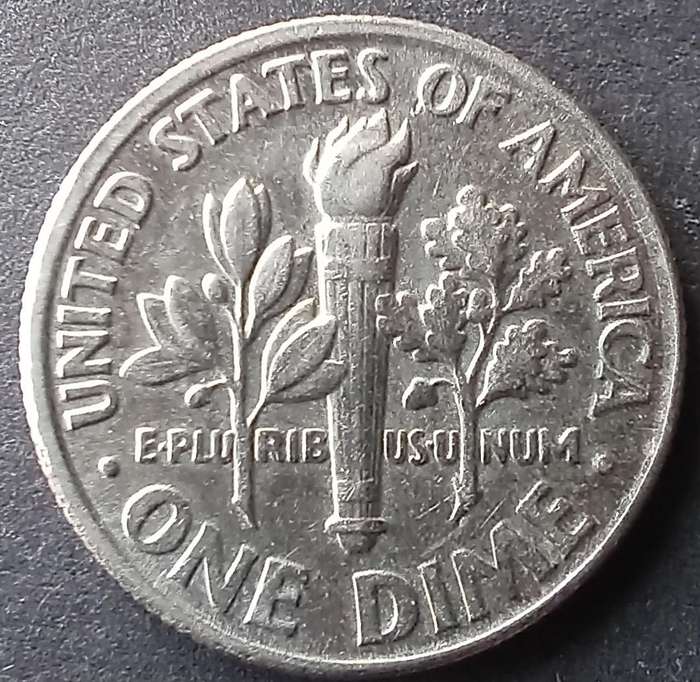 UNITED STATES OF AMERICA
E·PLURIBUS·UNUM
· ONE DIME ·